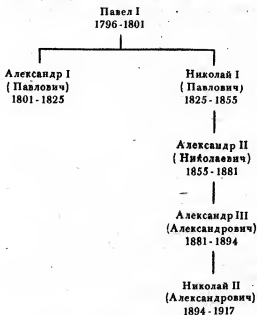 Павел I
1796-1801
Александр I
(Павлович)
1801-1825
Николай I
(Павлович)
1825-1855
Александр II
(Николаевич)
1855-1881
Александр III
(Александрович)
1881-1894
Николай II
(Александрович)
1894-1917